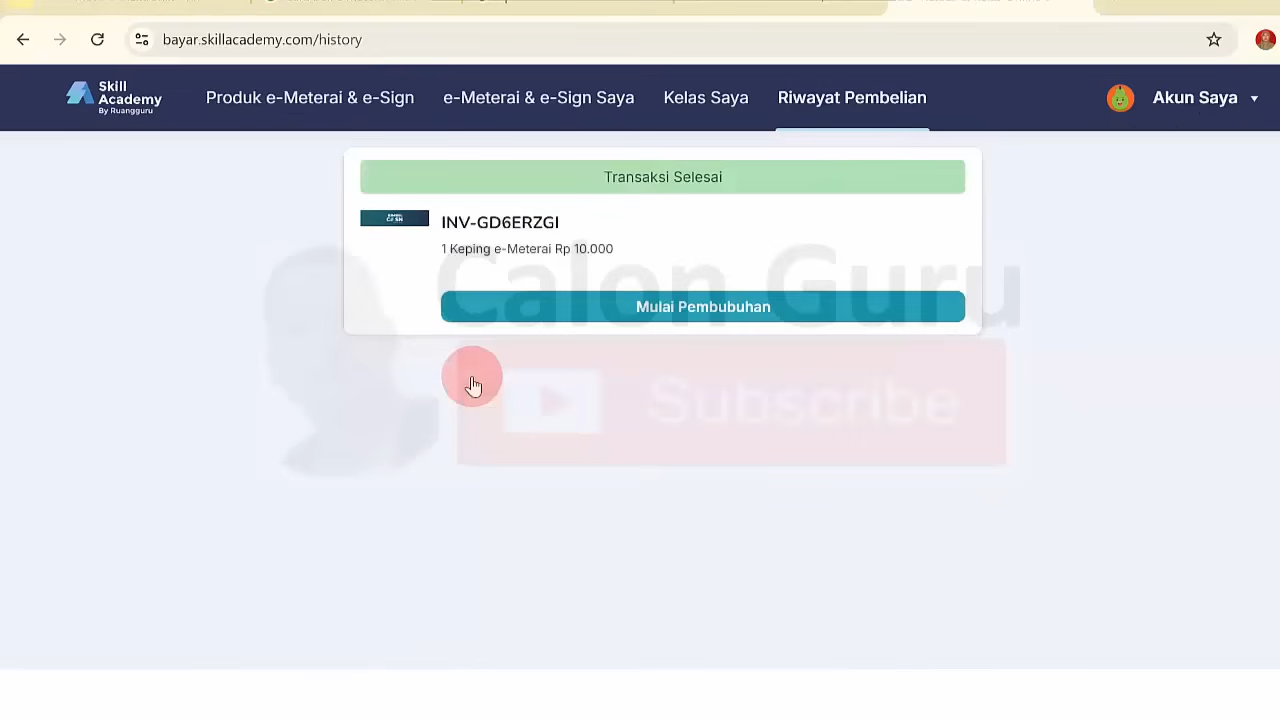 bayar.skillacademy.com/history
Skill
Academy
By Ruangguru
Produk e-Meterai & e-Sign
e-Meterai & e-Sign Saya
Kelas Saya
Riwayat Pembelian
Akun Saya
Transaksi Selesai
INV-GD6ERZGI
1 Keping e-Meterai Rp 10.000
Mulai Pembubuhan
Calon Guru
Subscribe